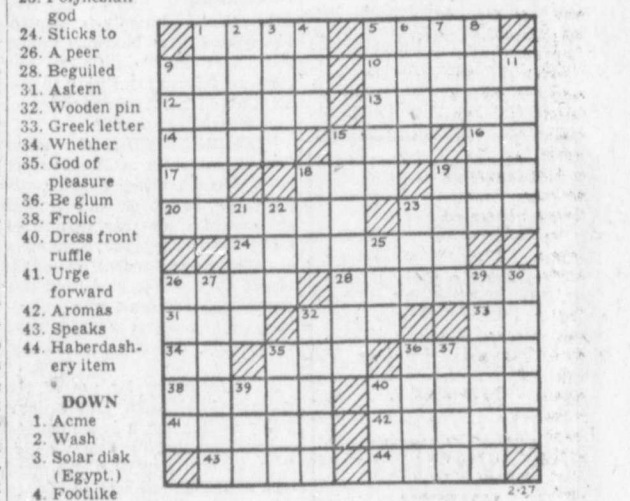 23. Polynesian
god
24. Sticks to
26. A peer
28. Beguiled
31. Astern
32. Wooden pin
33. Greek letter
34. Whether
35. God of
pleasure
36. Be glum
38. Frolic
40. Dress front
ruffle
41. Urge
forward
42. Aromas
43. Speaks
44. Haberdash-
ery item
DOWN
1. Acme
2. Wash
3. Solar disk
(Egypt.)
4. Footlike
1 2 3 4 5 6 7 8
9 10 11
12 13
14 15 16
17 18 19
20 21 22 23
24 25
26 27 28 29 30
31 32 33
34 35 36 37
38 39 40
41 42
43 44
2-27